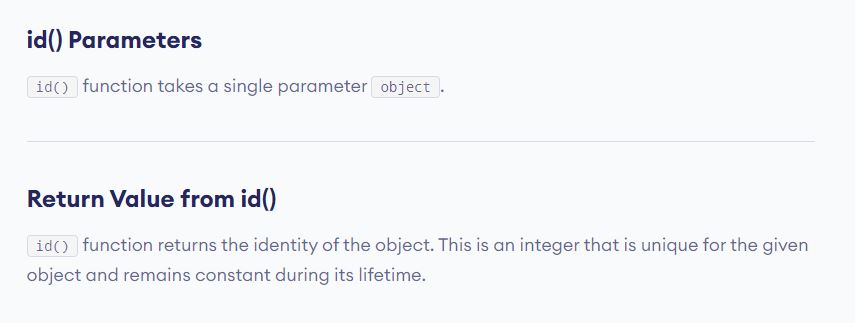 id() Parameters
id() function takes a single parameter object.
Return Value from id()
id() function returns the identity of the object. This is an integer that is unique for the given
object and remains constant during its lifetime.